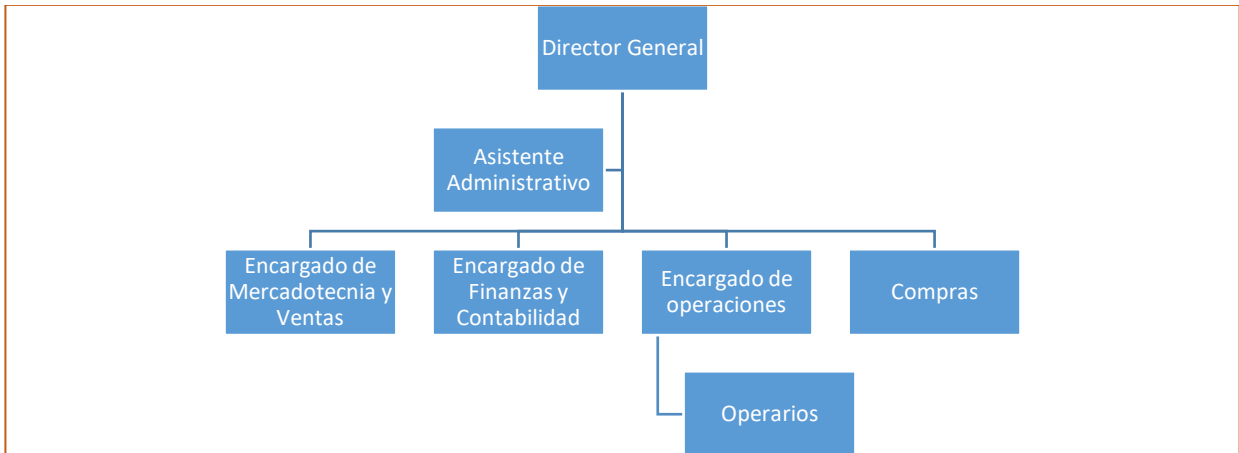 Director General
Asistente
Administrativo
Encargado de
Mercadotecnia y
Ventas
Encargado de
Finanzas y
Contabilidad
Encargado de
operaciones
Compras
Operarios